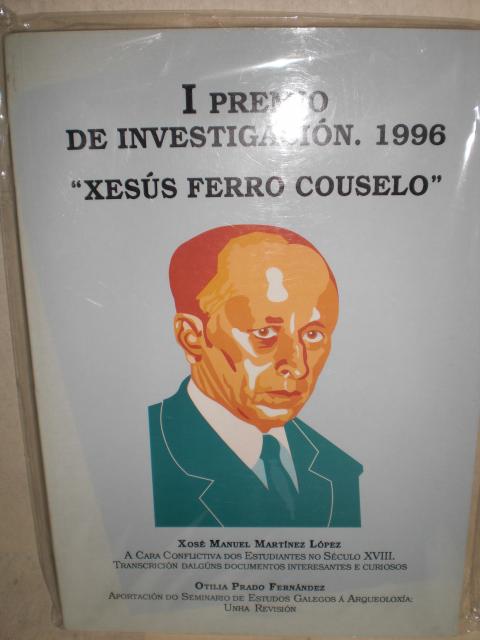 I PREMIO
DE INVESTIGACIÓN. 1996
“XESÚS FERRO COUSELO”
XOSÉ MANUEL MARTÍNEZ LÓPEZ
A CARA CONFLICTIVA DOS ESTUDIANTES NO SÉCULO XVIII.
TRANSCRICIÓN DALGÚNS DOCUMENTOS INTERESANTES E CURIOSOS
OTILIA PRADO FERNÁNDEZ
APORTACIÓN DO SEMINARIO DE ESTUDOS GALEGOS Á ARQUEOLOXÍA:
UNHA REVISIÓN